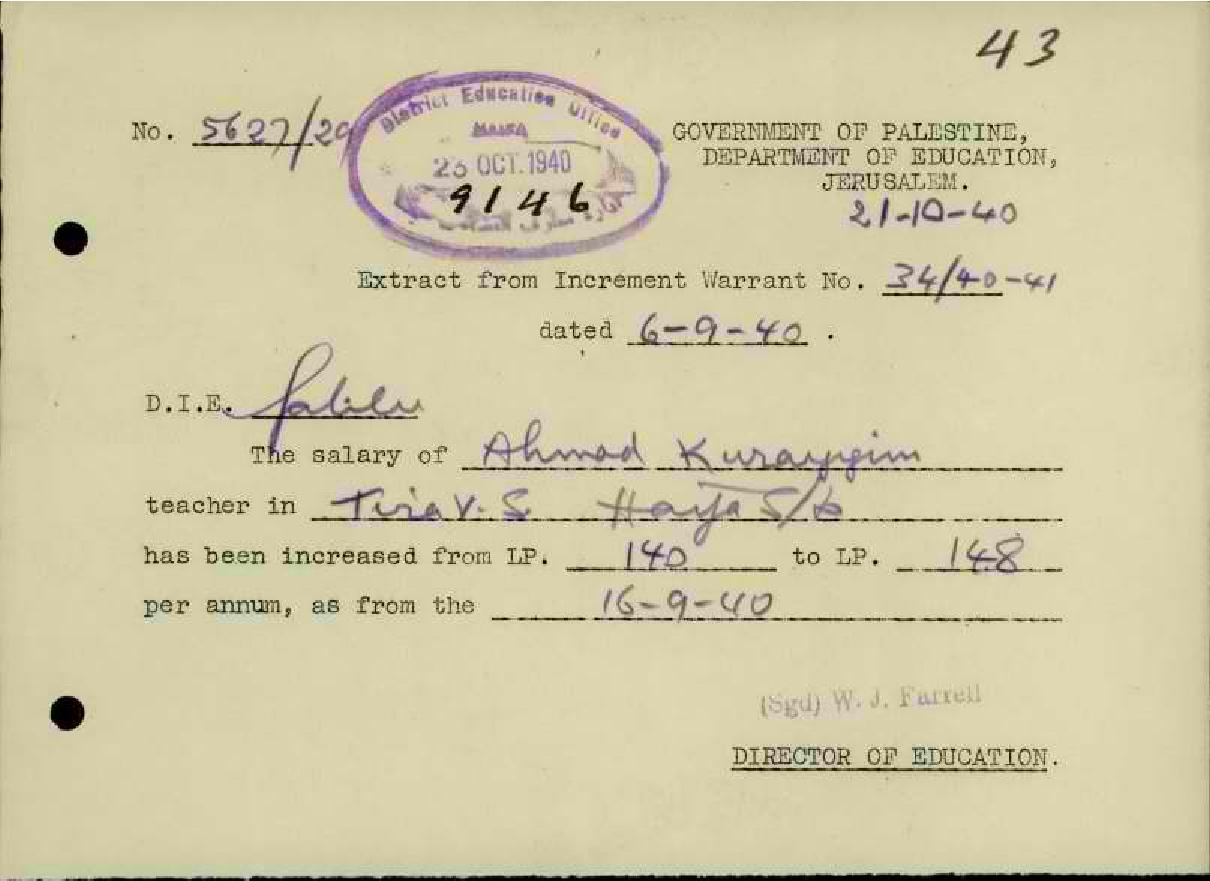 43
No. 5627/29
District Education Office
HAIFA
23 OCT. 1940
9146
GOVERNMENT OF PALESTINE,
DEPARTMENT OF EDUCATION,
JERUSALEM.
21-10-40
Extract from Increment Warrant No. 34/40-41
dated 6-9-40 .
D.I.E.
The salary of Ahmad Kurayyim
teacher in Tira V. S. Haifa S/D
has been increased from LP. 140 to LP. 148
per annum, as from the 16-9-40
(Sgd) W. J. Farrell
DIRECTOR OF EDUCATION.